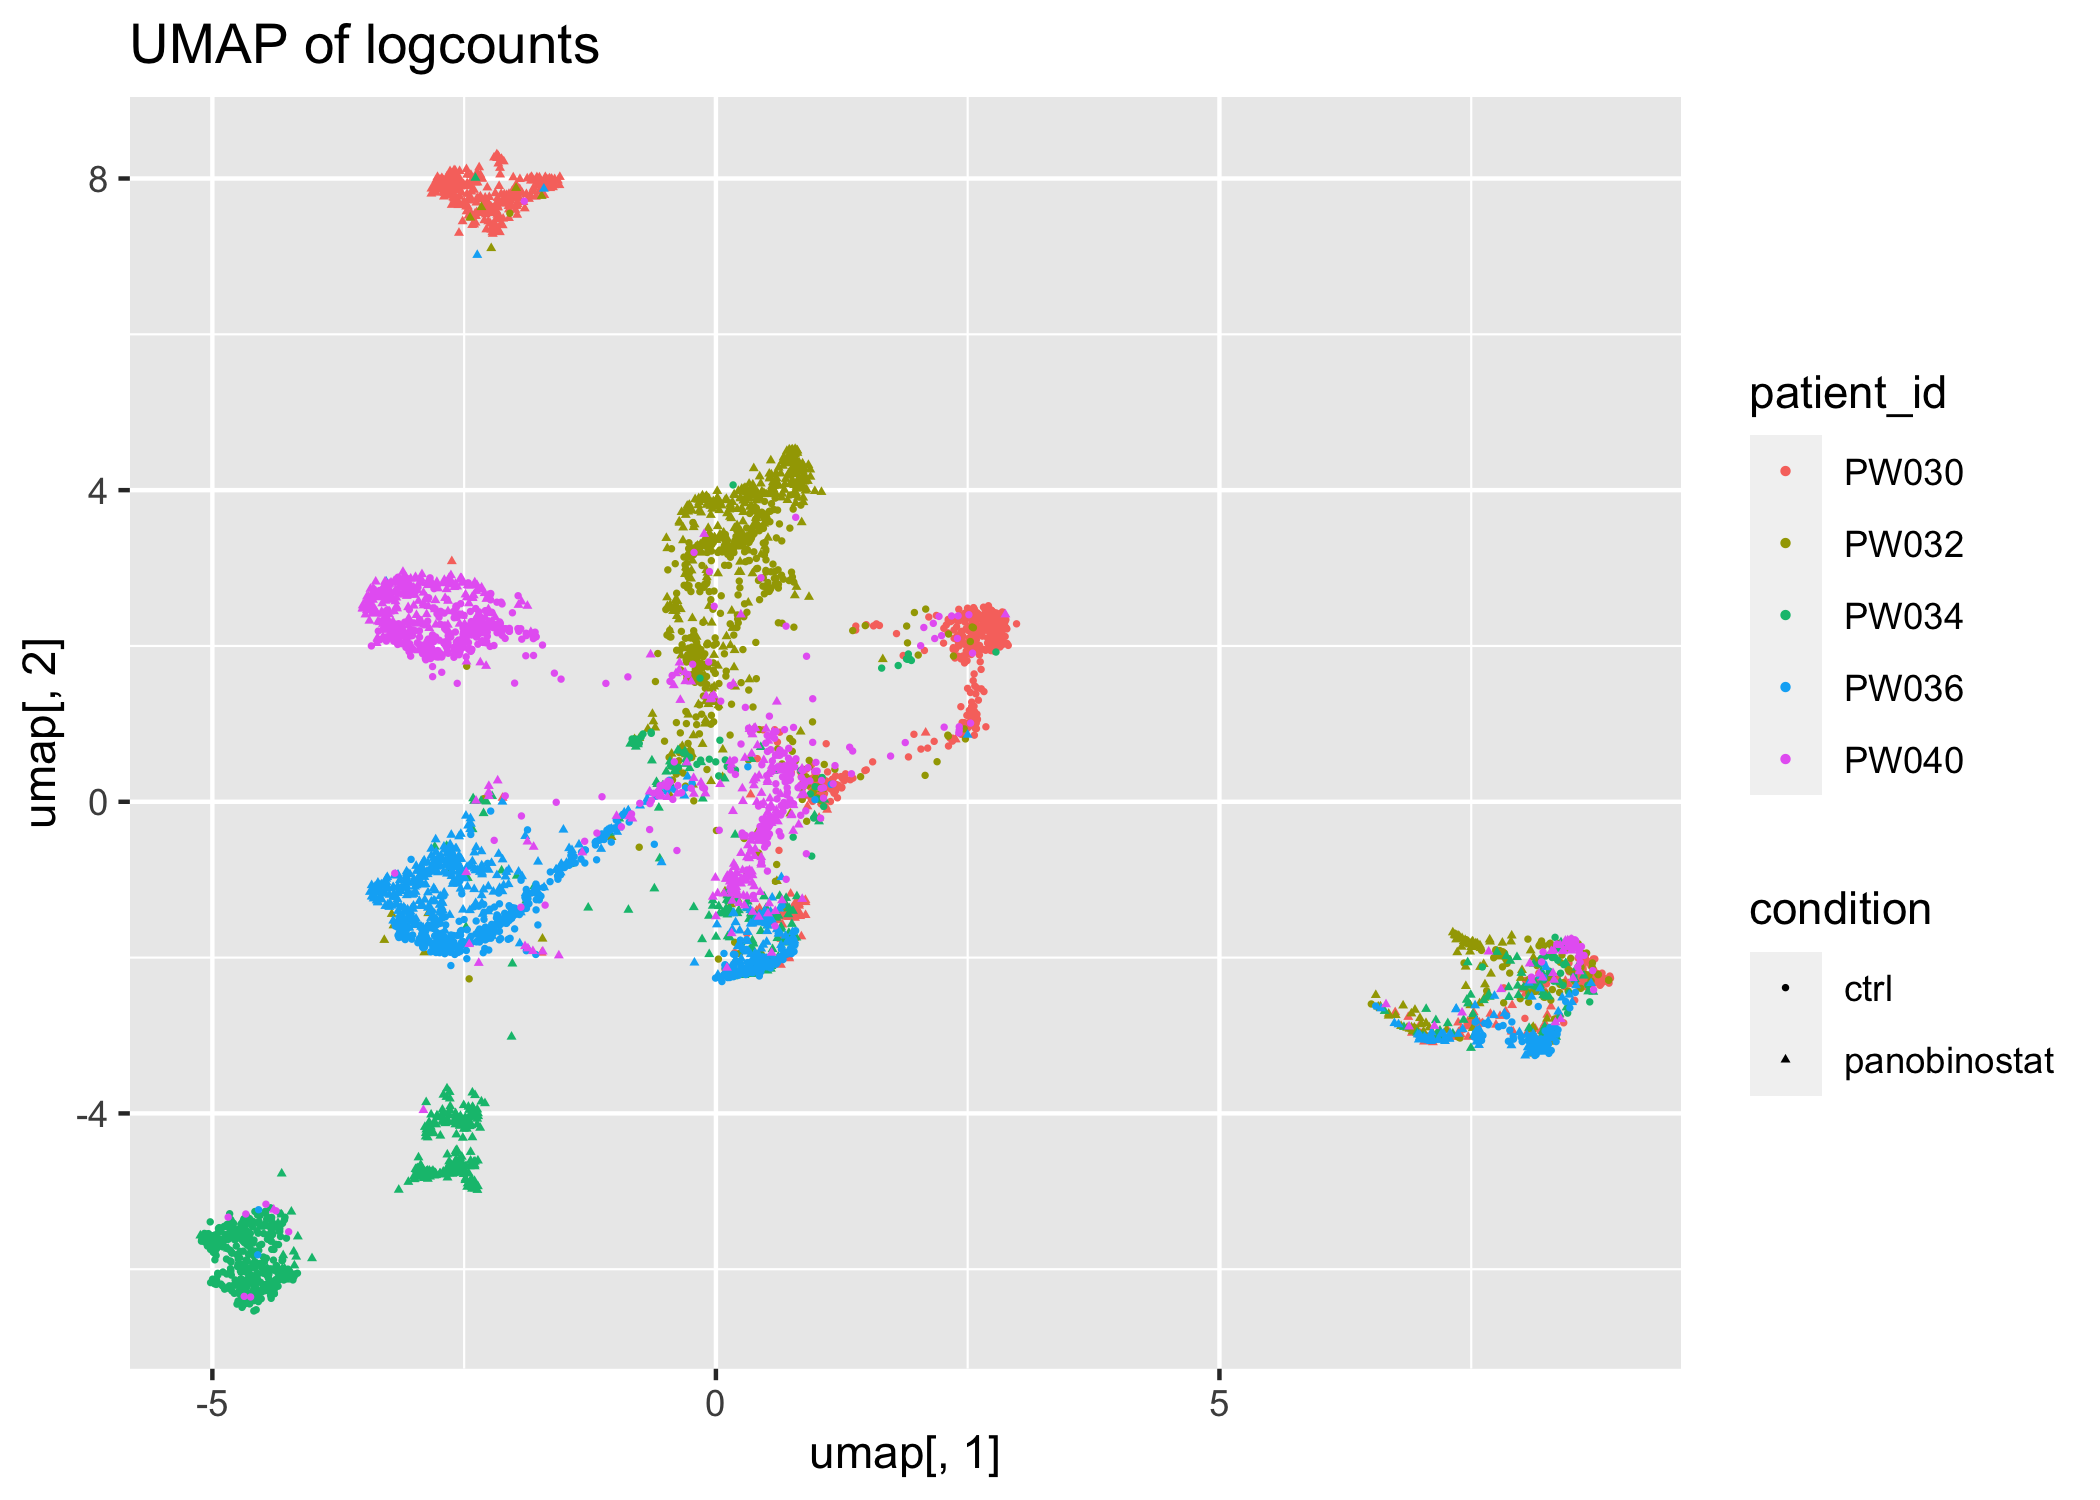 UMAP of logcounts
umap[, 2]
8
4
0
-4
-5
0
5
umap[, 1]
patient_id
PW030
PW032
PW034
PW036
PW040
condition
ctrl
panobinostat